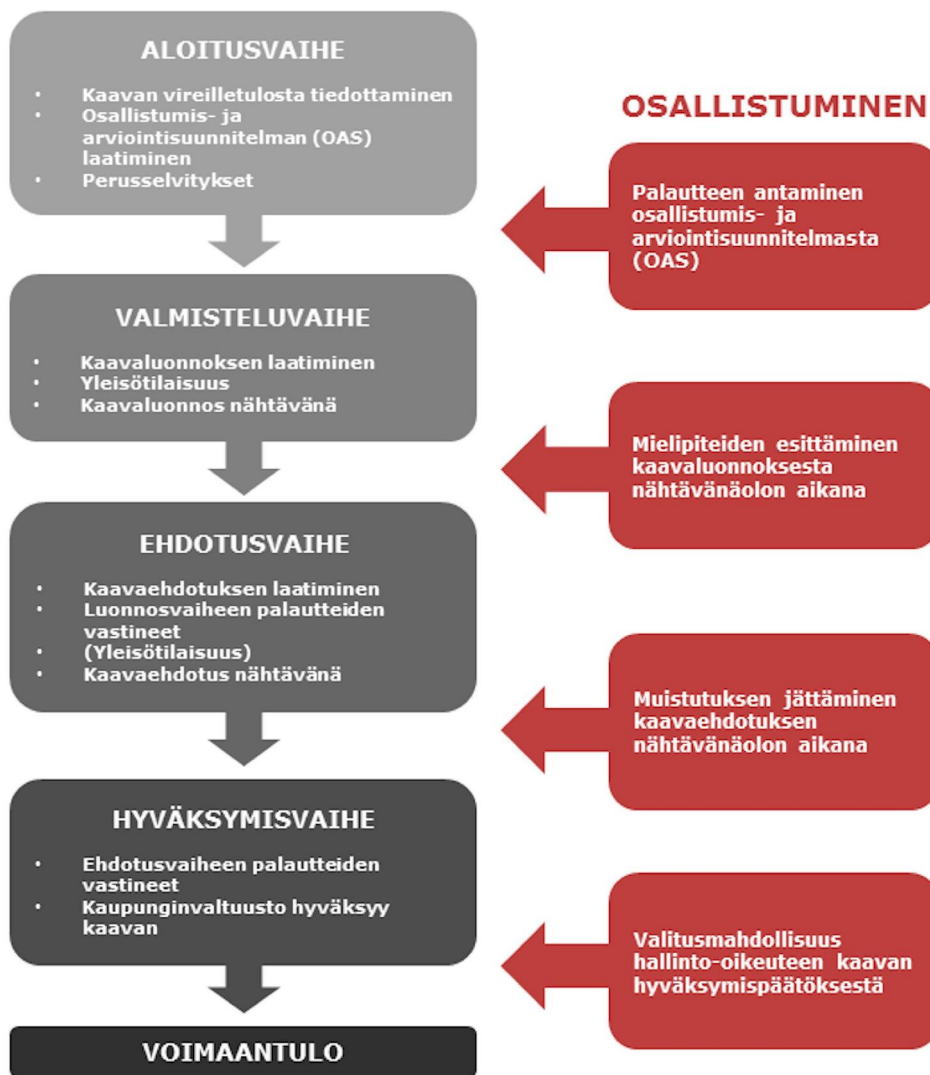 ALOITUSVAIHE
• Kaavan vireilletulosta tiedottaminen
• Osallistumis- ja
arviointisuunnitelman (OAS)
laatiminen
• Perusselvitykset
VALMISTELUVAIHE
• Kaavaluonnoksen laatiminen
• Yleisötilaisuus
• Kaavaluonnos nähtävänä
EHDOTUSVAIHE
• Kaavaehdotuksen laatiminen
• Luonnosvaiheen palautteiden
vastineet
• (Yleisötilaisuus)
• Kaavaehdotus nähtävänä
HYVÄKSYMISVAIHE
• Ehdotusvaiheen palautteiden
vastineet
• Kaupunginvaltuusto hyväksyy
kaavan
VOIMAANTULO
OSALLISTUMINEN
Palautteen antaminen
osallistumis- ja
arviointisuunnitelmasta
(OAS)
Mielipiteiden esittäminen
kaavaluonnoksesta
nähtävänäolon aikana
Muistutuksen jättäminen
kaavaehdotuksen
nähtävänäolon aikana
Valitusmahdollisuus
hallinto-oikeuteen kaavan
hyväksymispäätöksestä